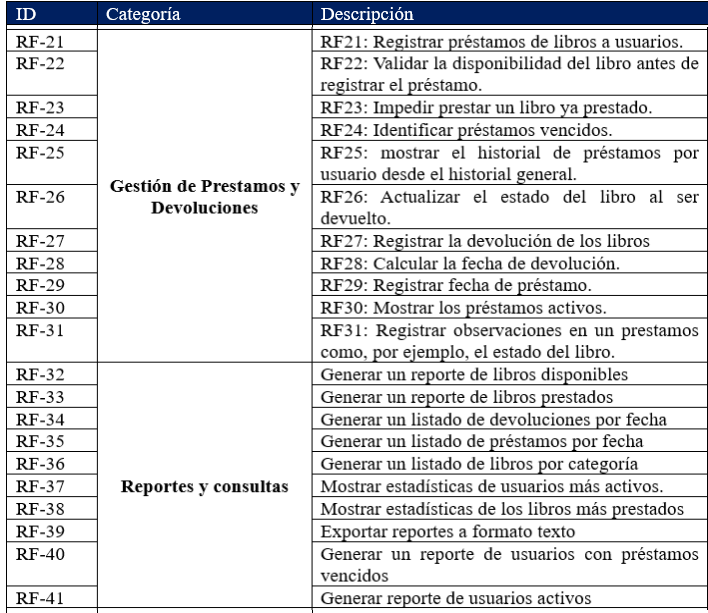 ID Categoría Descripción
RF-21 RF21: Registrar préstamos de libros a usuarios.
RF-22 RF22: Validar la disponibilidad del libro antes de
registrar el préstamo.
RF-23 RF23: Impedir prestar un libro ya prestado.
RF-24 RF24: Identificar préstamos vencidos.
RF-25 RF25: mostrar el historial de préstamos por
usuario desde el historial general.
Gestión de Prestamos y
Devoluciones
RF-26 RF26: Actualizar el estado del libro al ser
devuelto.
RF-27 RF27: Registrar la devolución de los libros
RF-28 RF28: Calcular la fecha de devolución.
RF-29 RF29: Registrar fecha de préstamo.
RF-30 RF30: Mostrar los préstamos activos.
RF-31 RF31: Registrar observaciones en un prestamos
como, por ejemplo, el estado del libro.
RF-32 Generar un reporte de libros disponibles
RF-33 Generar un reporte de libros prestados
RF-34 Generar un listado de devoluciones por fecha
RF-35 Generar un listado de préstamos por fecha
RF-36 Generar un listado de libros por categoría
RF-37 Reportes y consultas Mostrar estadísticas de usuarios más activos.
RF-38 Mostrar estadísticas de los libros más prestados
RF-39 Exportar reportes a formato texto
RF-40 Generar un reporte de usuarios con préstamos
vencidos
RF-41 Generar reporte de usuarios activos